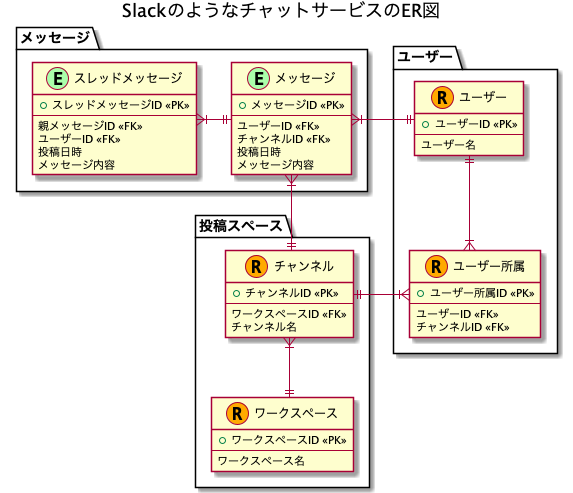 SlackのようなチャットサービスのER図
メッセージ
E スレッドメッセージ
スレッドメッセージID «PK»
親メッセージID «FK»
ユーザーID «FK»
投稿日時
メッセージ内容
E メッセージ
メッセージID «PK»
ユーザーID «FK»
チャンネルID «FK»
投稿日時
メッセージ内容
ユーザー
R ユーザー
ユーザーID «PK»
ユーザー名
R ユーザー所属
ユーザー所属ID «PK»
ユーザーID «FK»
チャンネルID «FK»
投稿スペース
R チャンネル
チャンネルID «PK»
ワークスペースID «FK»
チャンネル名
R ワークスペース
ワークスペースID «PK»
ワークスペース名